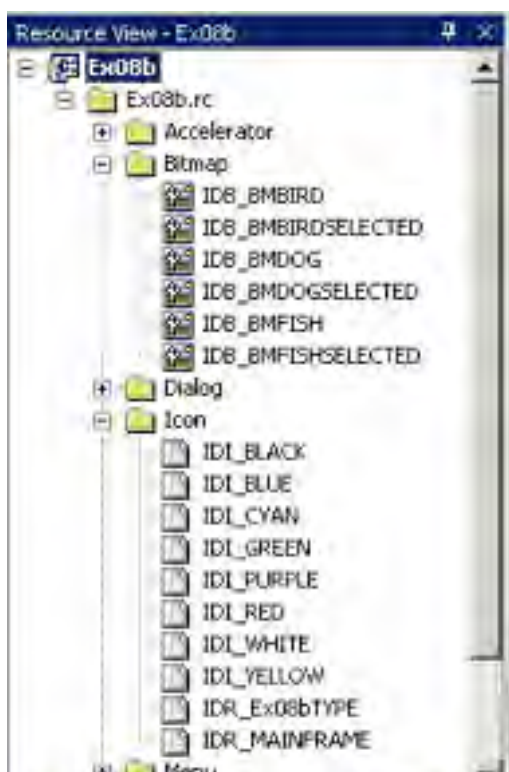 Resource View - Ex08b
Ex08b
Ex08b.rc
Accelerator
Bitmap
IDB_BMBIRD
IDB_BMBIRDSELECTED
IDB_BMDOG
IDB_BMDOGSELECTED
IDB_BMFISH
IDB_BMFISHSELECTED
Dialog
Icon
IDI_BLACK
IDI_BLUE
IDI_CYAN
IDI_GREEN
IDI_PURPLE
IDI_RED
IDI_WHITE
IDI_YELLOW
IDR_Ex08bTYPE
IDR_MAINFRAME
Menu